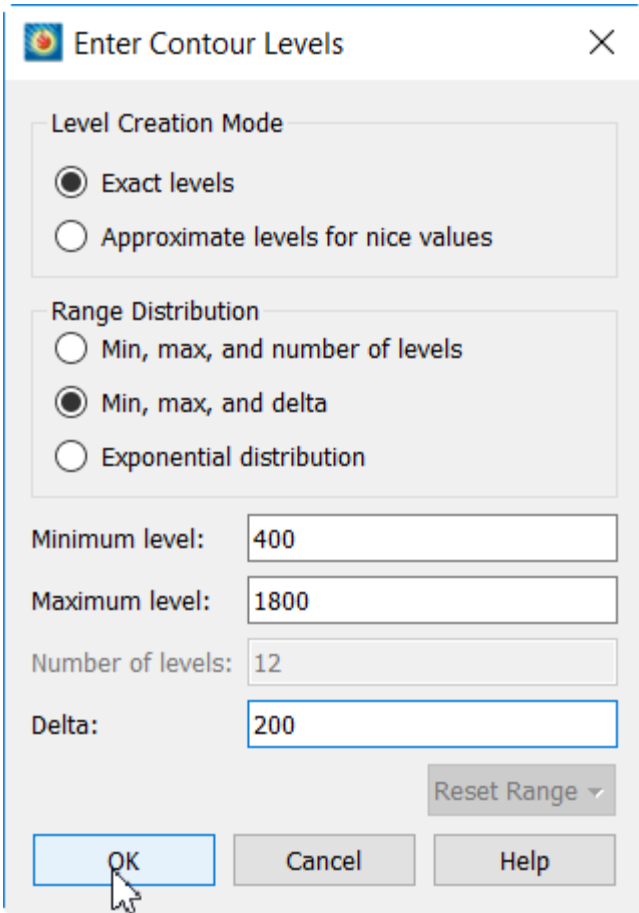 Enter Contour Levels
Level Creation Mode
Exact levels
Approximate levels for nice values
Range Distribution
Min, max, and number of levels
Min, max, and delta
Exponential distribution
Minimum level: 400
Maximum level: 1800
Number of levels: 12
Delta: 200
Reset Range
OK Cancel Help